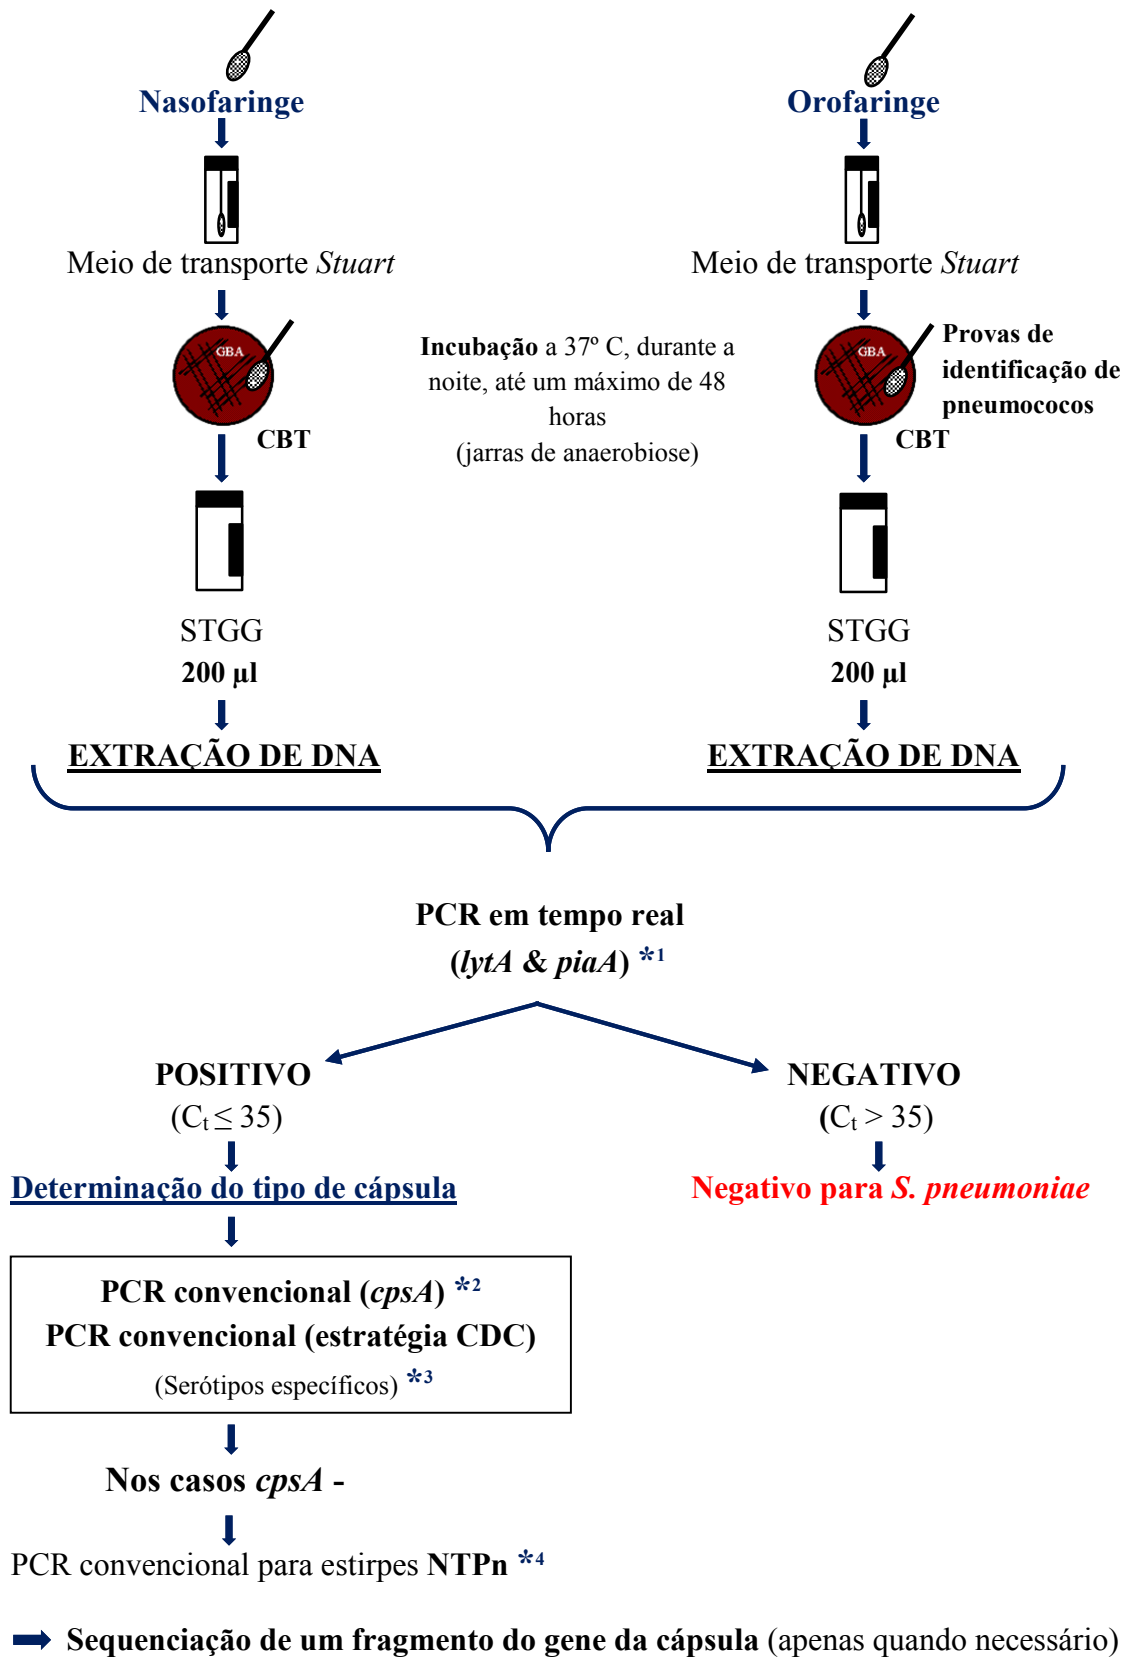 Nasofaringe
Orofaringe
Meio de transporte Stuart
Meio de transporte Stuart
GBA
CBT
Incubação a 37º C, durante a
noite, até um máximo de 48
horas
(jarras de anaerobiose)
GBA
CBT
Provas de
identificação de
pneumococos
STGG
200 µl
STGG
200 µl
EXTRAÇÃO DE DNA
EXTRAÇÃO DE DNA
PCR em tempo real
(lytA & piaA) *1
POSITIVO
(Ct ≤ 35)
NEGATIVO
(Ct > 35)
Determinação do tipo de cápsula
Negativo para S. pneumoniae
PCR convencional (cpsA) *2
PCR convencional (estratégia CDC)
(Serótipos específicos) *3
Nos casos cpsA -
PCR convencional para estirpes NTPn *4
Sequenciação de um fragmento do gene da cápsula (apenas quando necessário)